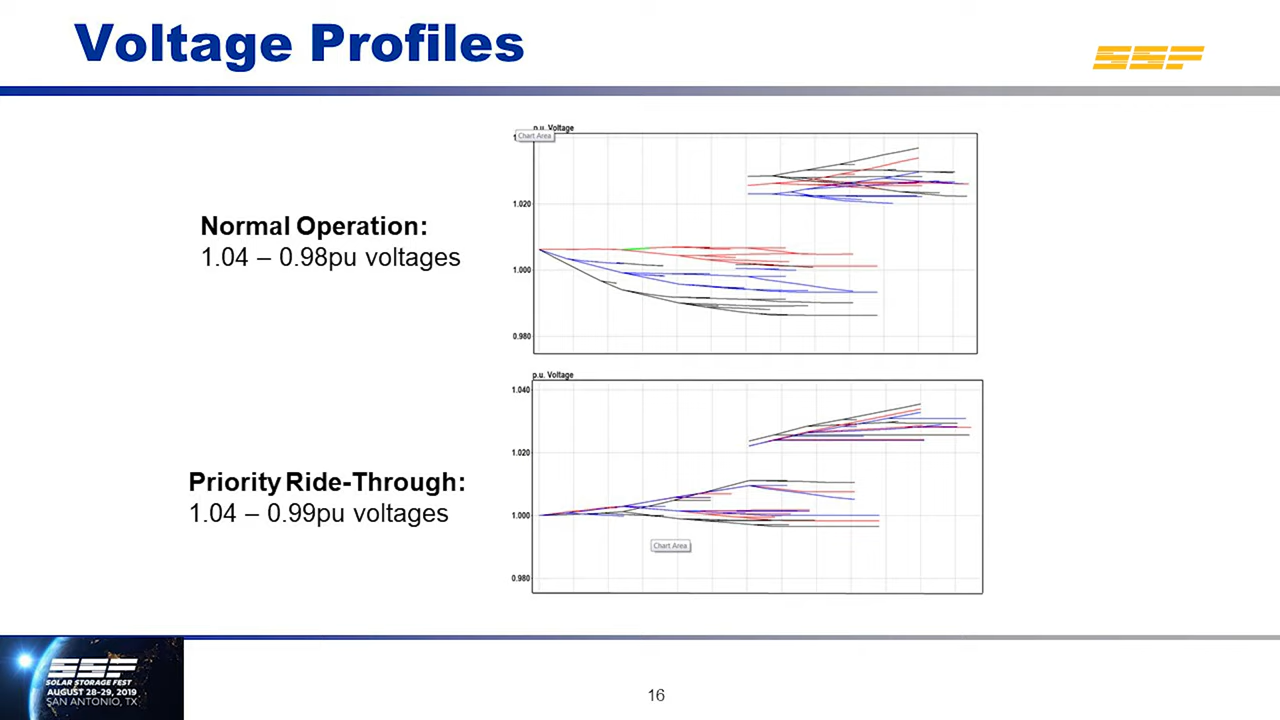 Voltage Profiles
SSF
p.u. Voltage
Chart Area
1.020
1.000
0.980
Normal Operation:
1.04 – 0.98pu voltages
p.u. Voltage
1.040
1.020
1.000
0.980
Chart Area
Priority Ride-Through:
1.04 – 0.99pu voltages
SSF
SOLAR STORAGE FEST
AUGUST 28-29, 2019
SAN ANTONIO, TX
16